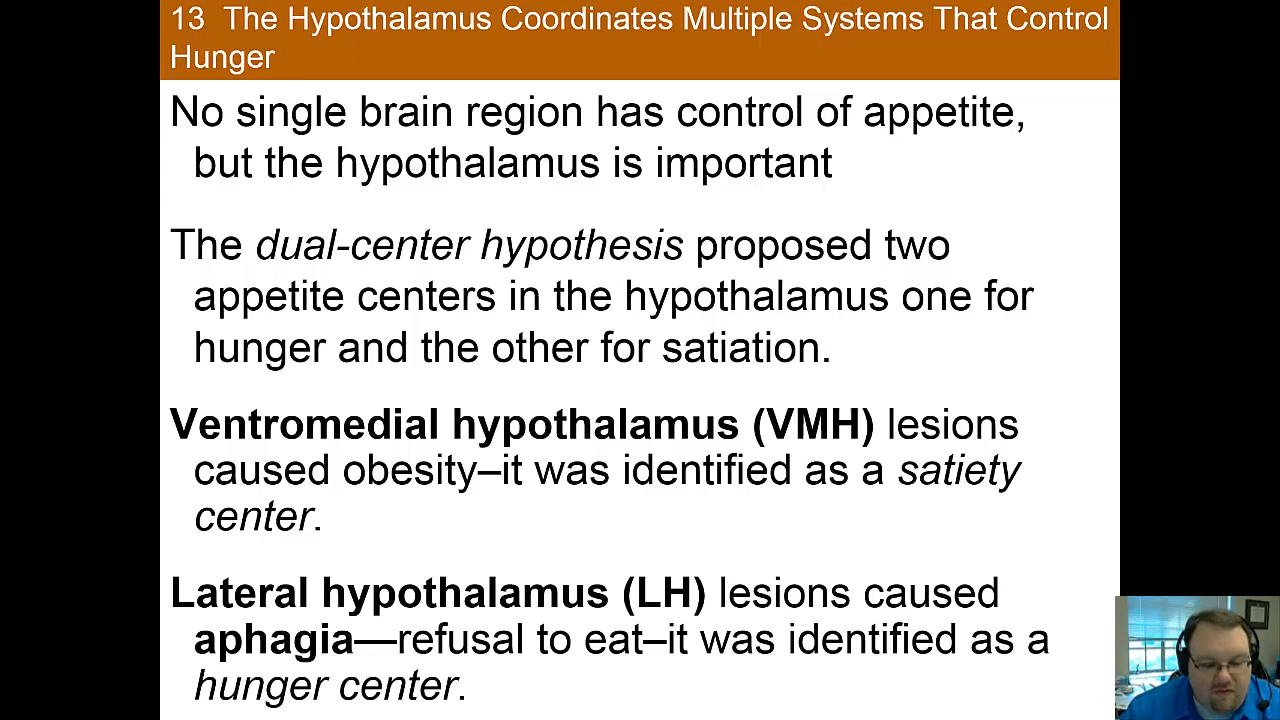 13 The Hypothalamus Coordinates Multiple Systems That Control
Hunger
No single brain region has control of appetite,
but the hypothalamus is important
The dual-center hypothesis proposed two
appetite centers in the hypothalamus one for
hunger and the other for satiation.
Ventromedial hypothalamus (VMH) lesions
caused obesity–it was identified as a satiety
center.
Lateral hypothalamus (LH) lesions caused
aphagia—refusal to eat–it was identified as a
hunger center.